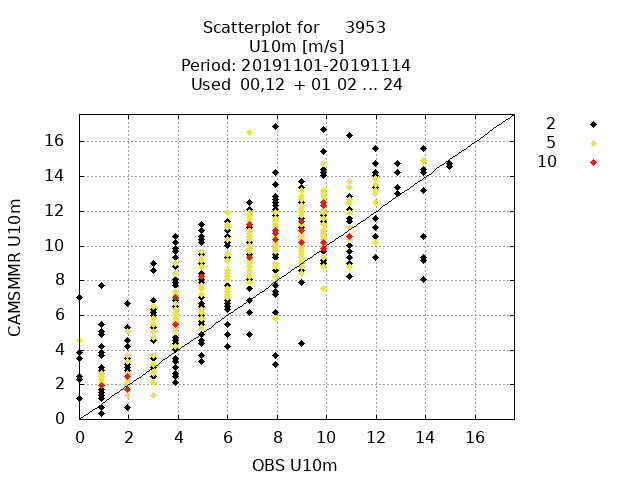 Scatterplot for 3953
U10m [m/s]
Period: 20191101-20191114
Used 00,12 + 01 02 ... 24
2
5
10
CAMSMMR U10m
16
14
12
10
8
6
4
2
0
0 2 4 6 8 10 12 14 16
OBS U10m